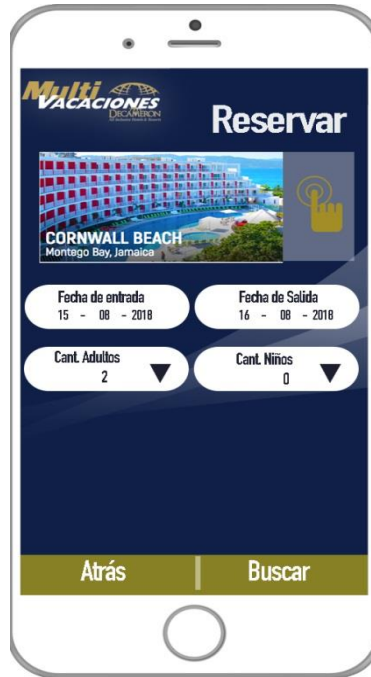 Multi
VACACIONES
DECAMERON
Reservar
CORNWALL BEACH
Montego Bay, Jamaica
Fecha de entrada
15 - 08 - 2018
Fecha de Salida
16 - 08 - 2018
Cant. Adultos
2
Cant. Niños
0
Atrás
Buscar